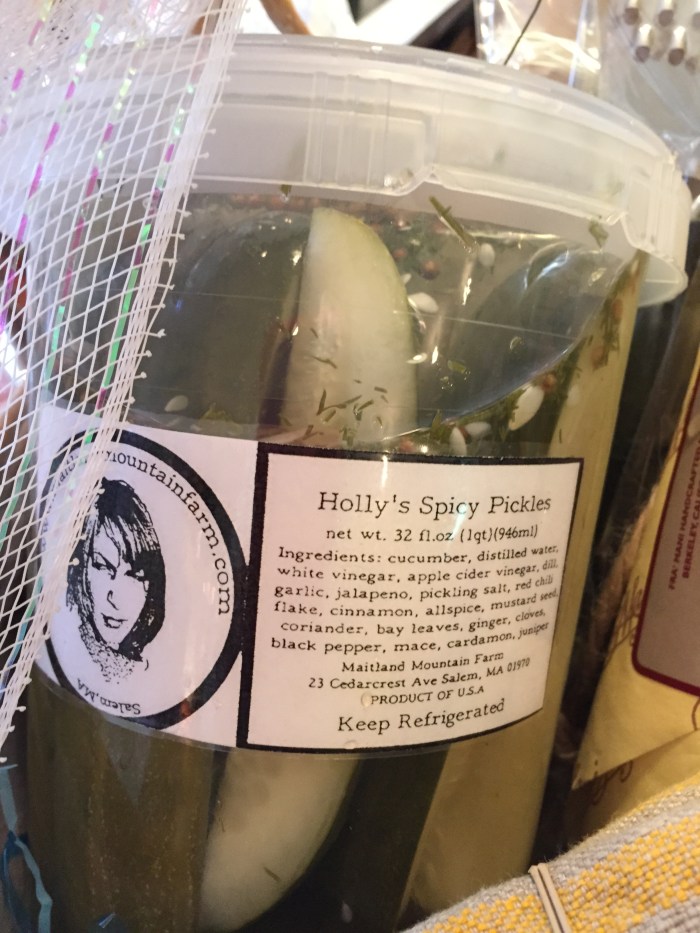 mountainfarm.com
Salem,MA
Holly's Spicy Pickles
net wt. 32 fl.oz (1qt)(946ml)
Ingredients: cucumber, distilled water,
white vinegar, apple cider vinegar, dill,
garlic, jalapeno, pickling salt, red chili
flake, cinnamon, allspice, mustard seed,
coriander, bay leaves, ginger, cloves,
black pepper, mace, cardamon, juniper
Maitland Mountain Farm
23 Cedarcrest Ave Salem, MA 01970
PRODUCT OF U.S.A
Keep Refrigerated